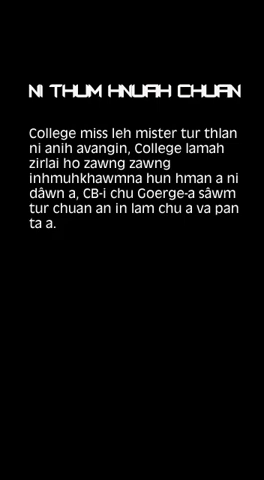 NI THUM HNUAH CHUAN
College miss leh mister tur thlan
ni anih avangin, College lamah
zirlai ho zawng zawng
inhmuhkhawmna hun hman a ni
dâwn a, CB-i chu Goerge-a sâwm
tur chuan an in lam chu a va pan
ta a.